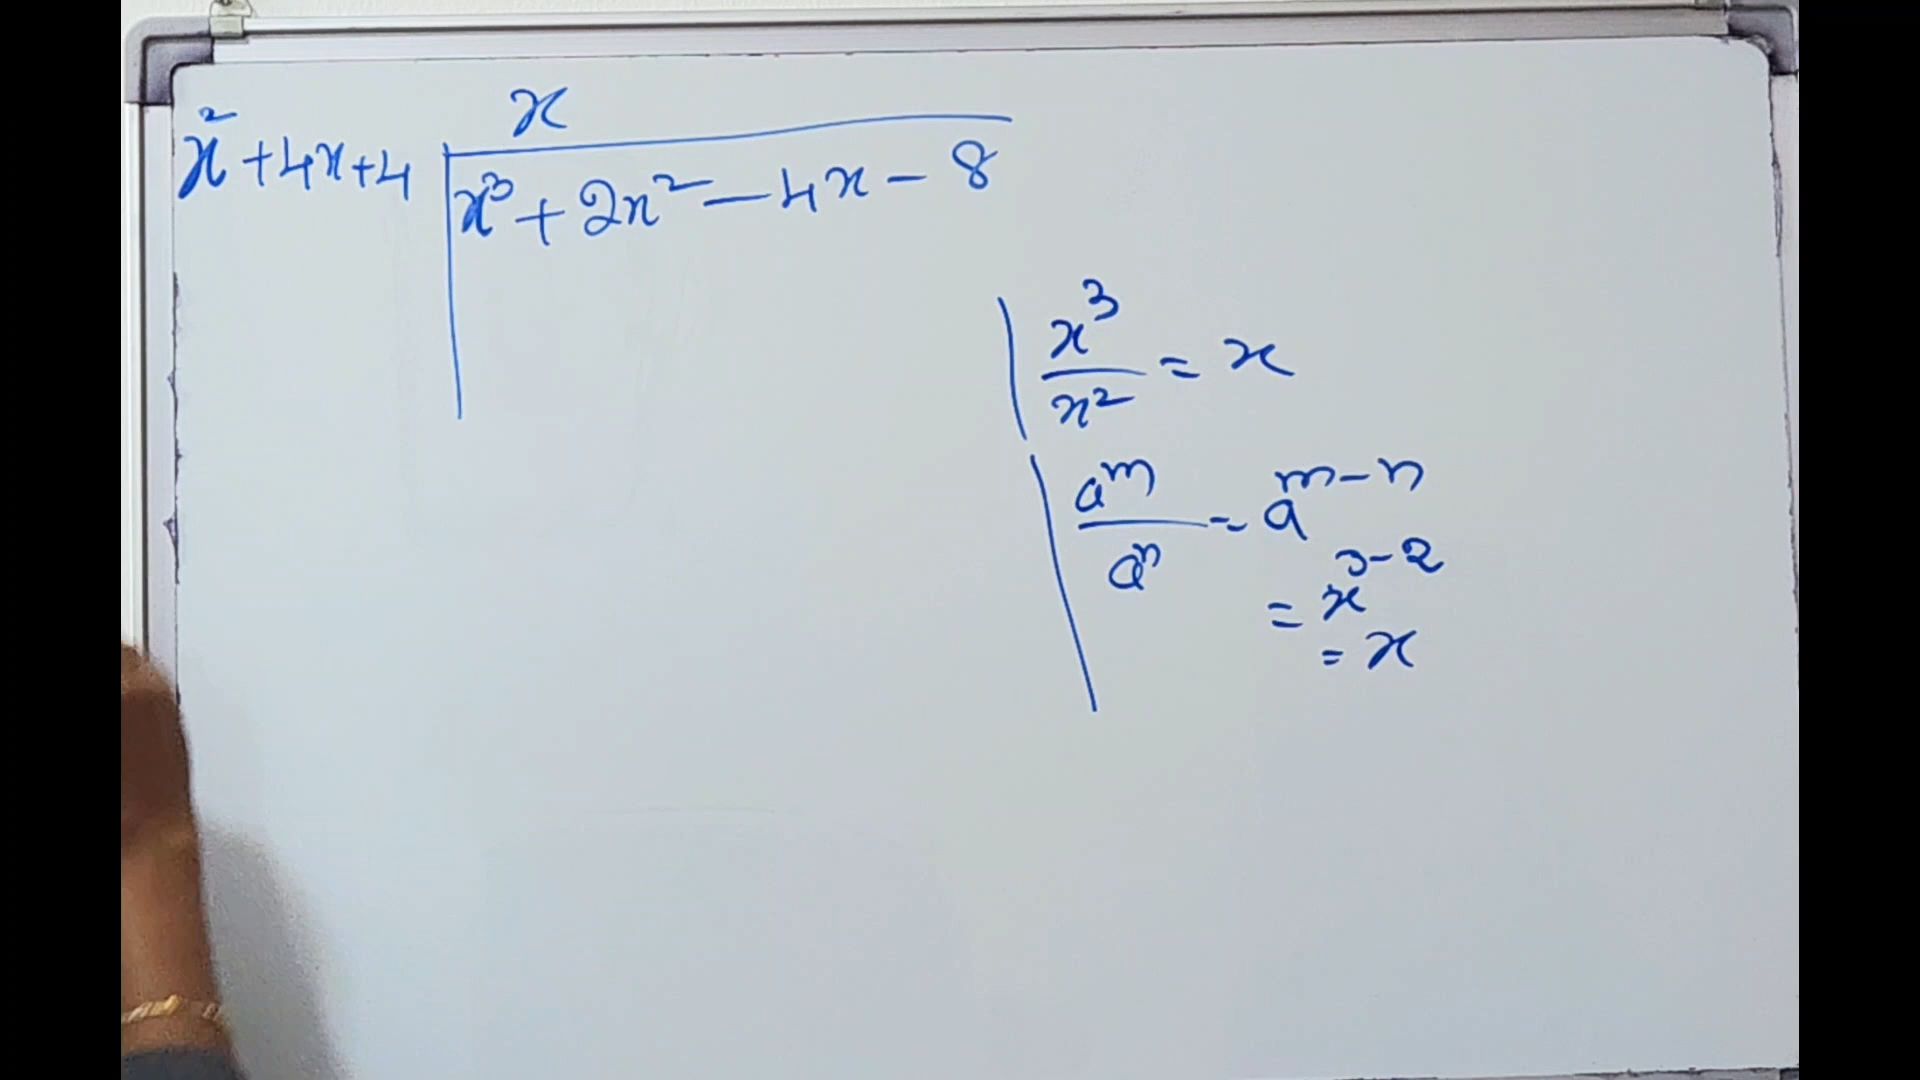 x
x² + 4x + 4 | x³ + 2x² - 4x - 8
x³/x² = x
aᵐ/aⁿ = aᵐ⁻ⁿ
= x³⁻²
= x